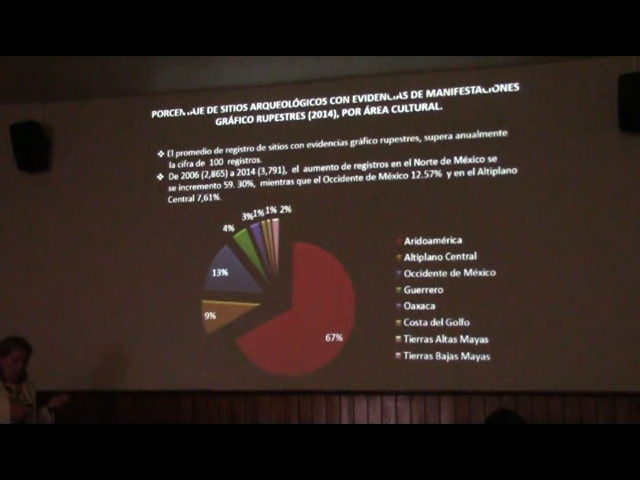 PORCENTAJE DE SITIOS ARQUEOLÓGICOS CON EVIDENCIAS DE MANIFESTACIONES
GRÁFICO RUPESTRES (2014), POR ÁREA CULTURAL.
❖ El promedio de registro de sitios con evidencias gráfico rupestres, supera anualmente
la cifra de 100 registros.
❖ De 2006 (2,865) a 2014 (3,791), el aumento de registros en el Norte de México se
se incremento 59. 30%, mientras que el Occidente de México 12.57% y en el Altiplano
Central 7,61%.
3% 1% 1% 2%
4%
13%
9%
67%
Aridoamérica
Altiplano Central
Occidente de México
Guerrero
Oaxaca
Costa del Golfo
Tierras Altas Mayas
Tierras Bajas Mayas